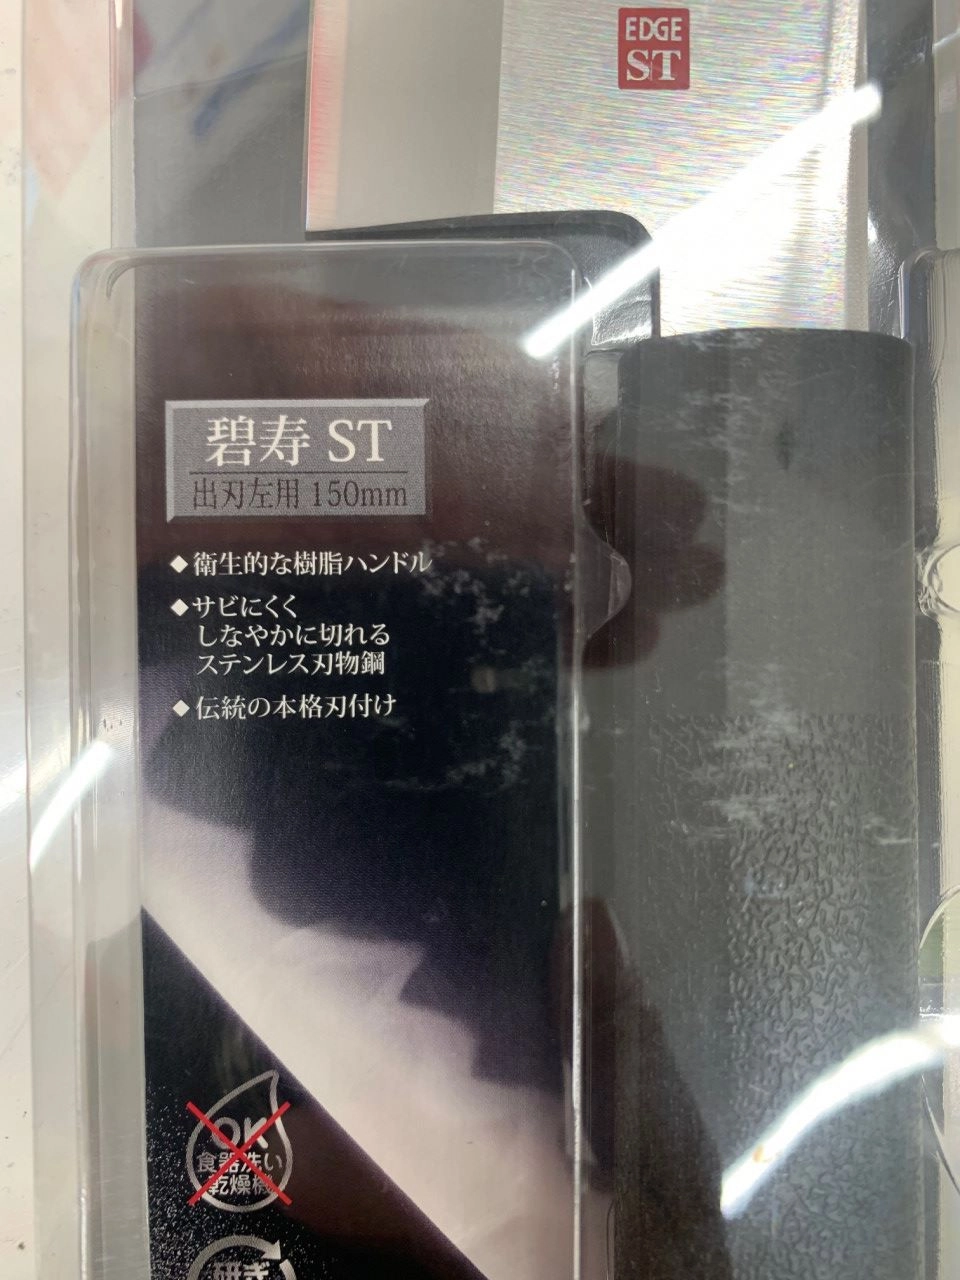 EDGE
ST
碧寿 ST
出刃左用 150mm
◆衛生的な樹脂ハンドル
◆サビにくく
しなやかに切れる
ステンレス刃物鋼
◆伝統の本格刃付け
OK
食器洗い
乾燥機
研ぎ